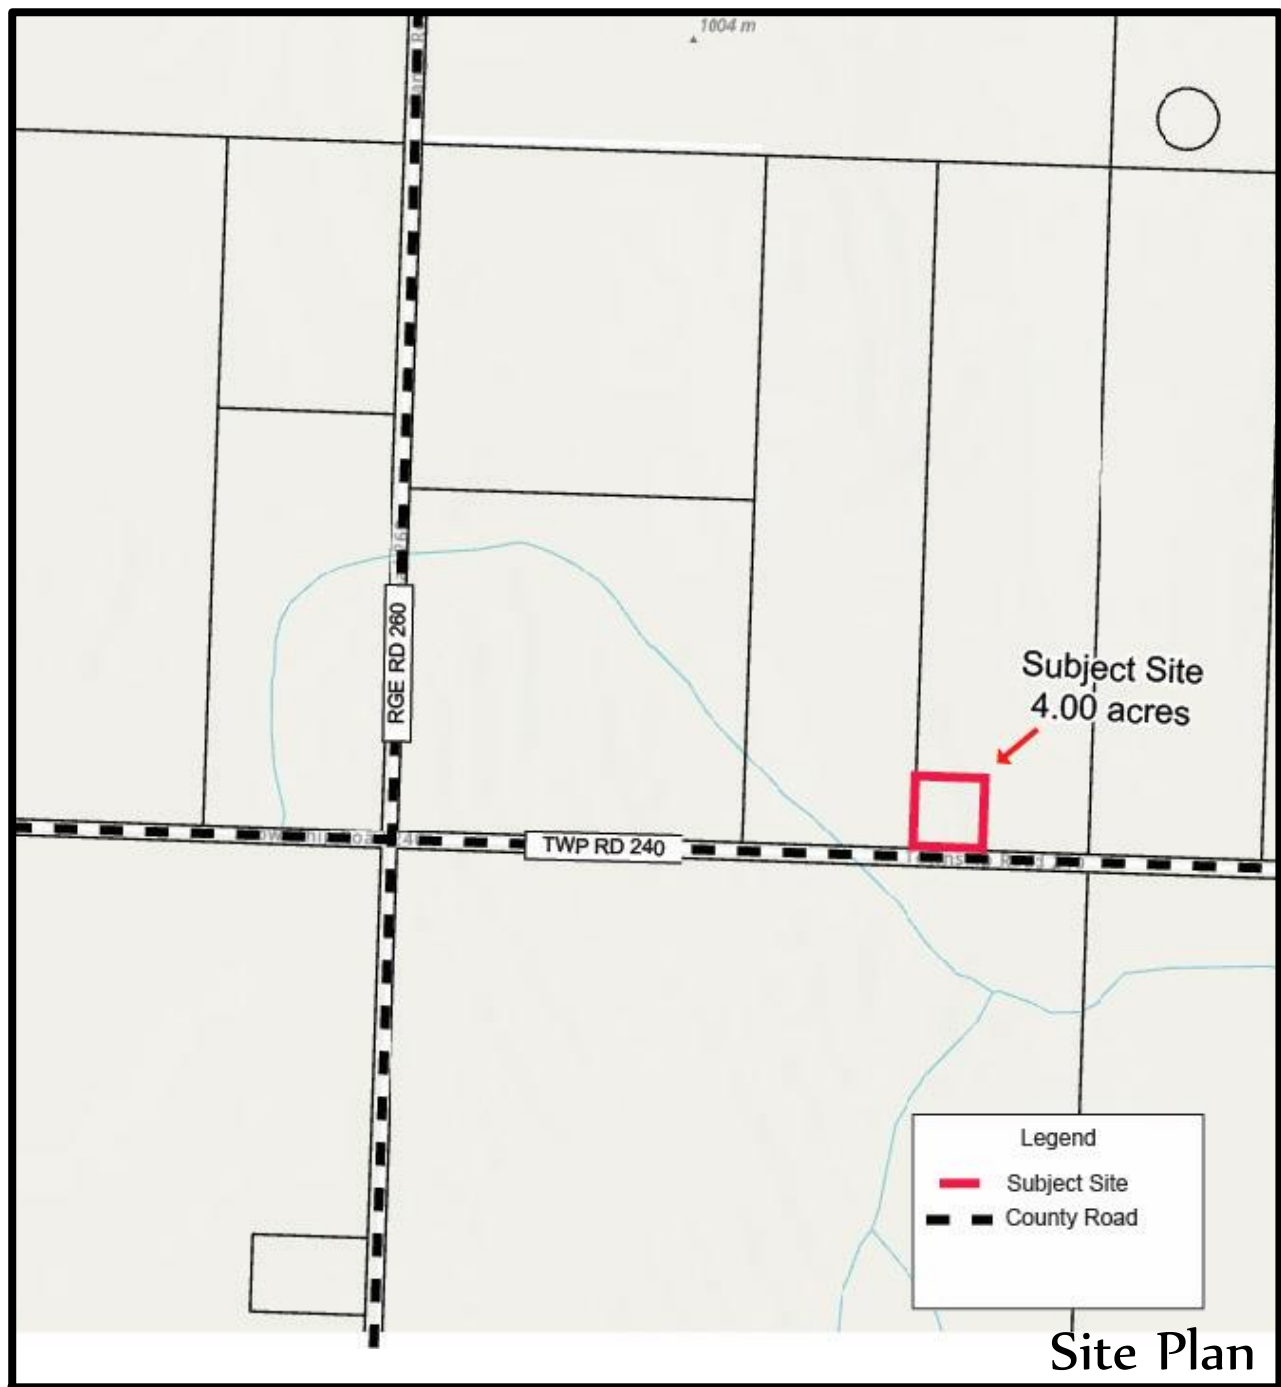 1004 m
RGE RD 260
Subject Site
4.00 acres
TWP RD 240
Legend
Subject Site
County Road
Site Plan